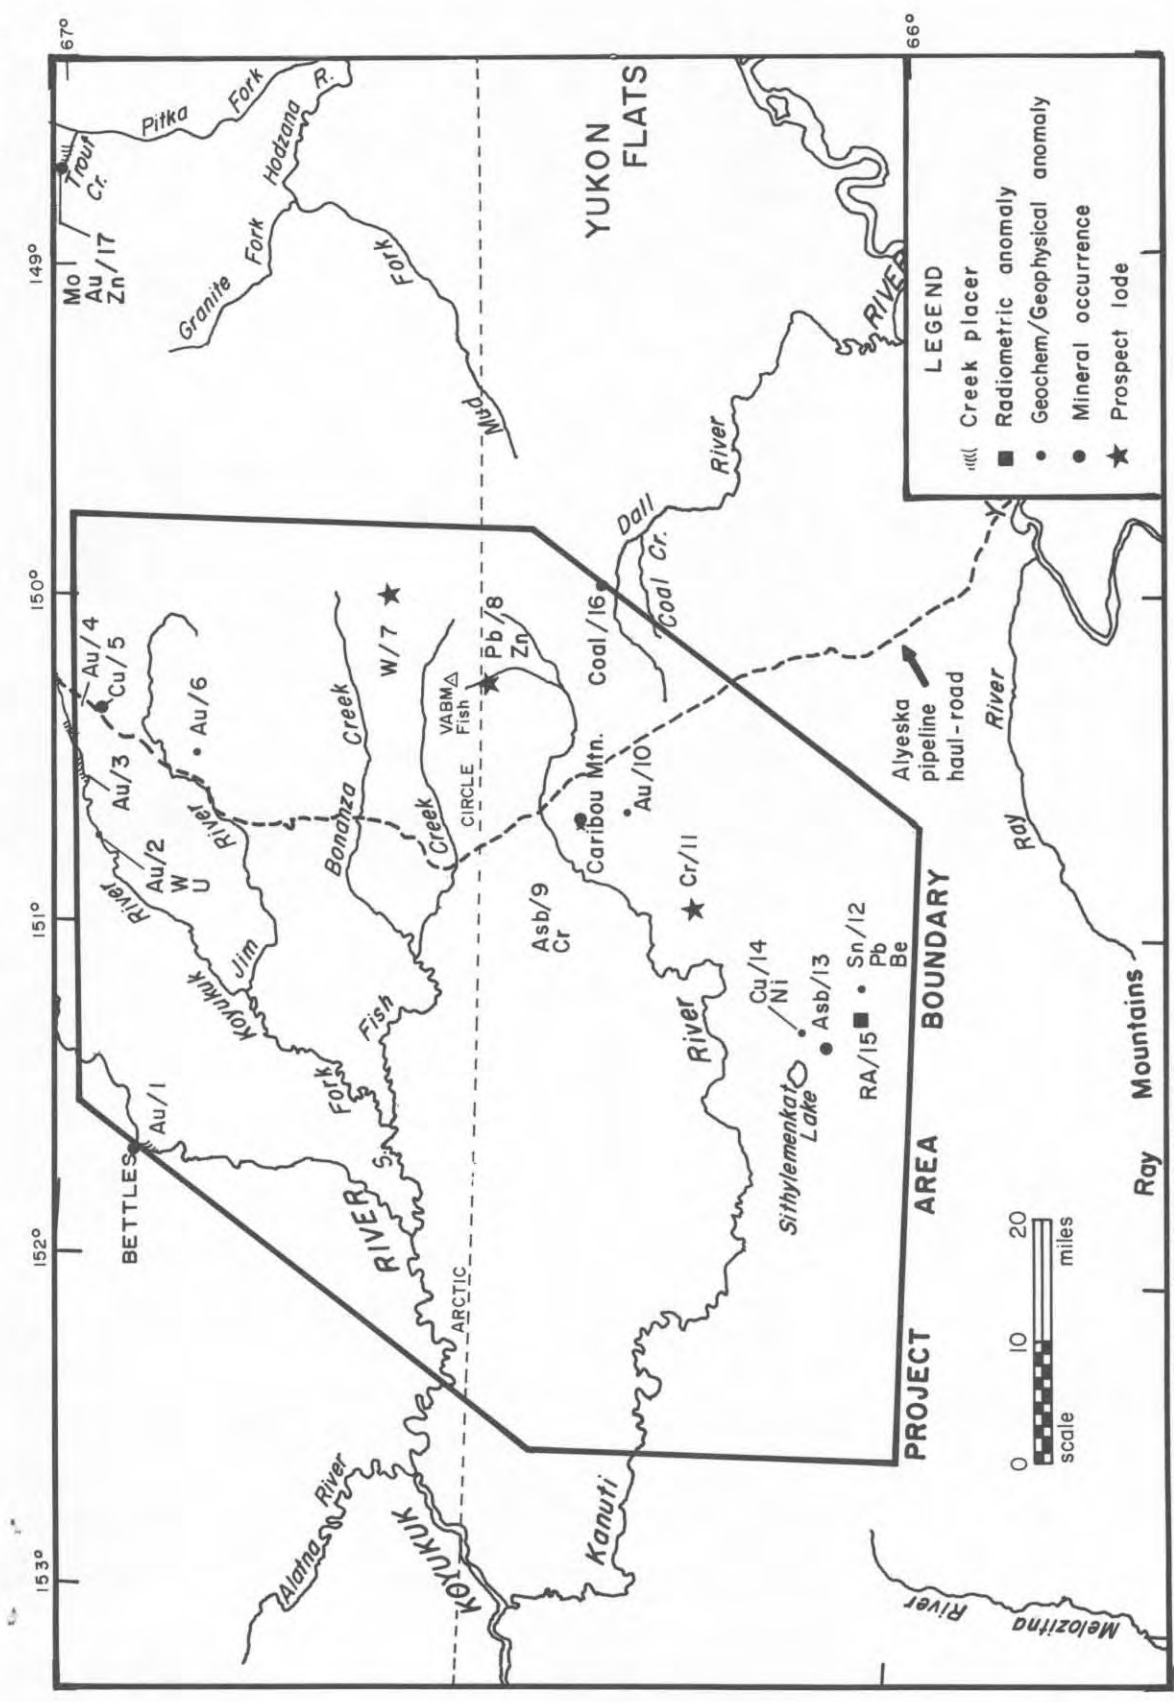 153°
152°
151°
150°
149°
67°
66°
BETTLES
Au/1
Au/2
W
U
Au/3
Au/4
Cu/5
Au/6
Mo
Au
Zn/17
Trout
Cr.
Pitka Fork
Hodzana R.
Granite Fork
Mud Fork
Alatna River
KOYUKUK RIVER
S. Fork Koyukuk River
Jim River
Fish Creek
Bonanza Creek
W/7
VABM
Fish
Pb/8
Zn
ARCTIC CIRCLE
YUKON
FLATS
Asb/9
Cr
Caribou Mtn.
Au/10
Coal/16
Coal Cr.
Dall River
Cr/11
Kanuti River
Sithylemenkat
Lake
Cu/14
Ni
Asb/13
RA/15
Sn/12
Pb
Be
Alyeska
pipeline
haul-road
RIVER
PROJECT AREA BOUNDARY
Melozitna River
Ray River
Ray Mountains
0 10 20
scale miles
LEGEND
Creek placer
Radiometric anomaly
Geochem/Geophysical anomaly
Mineral occurrence
Prospect lode